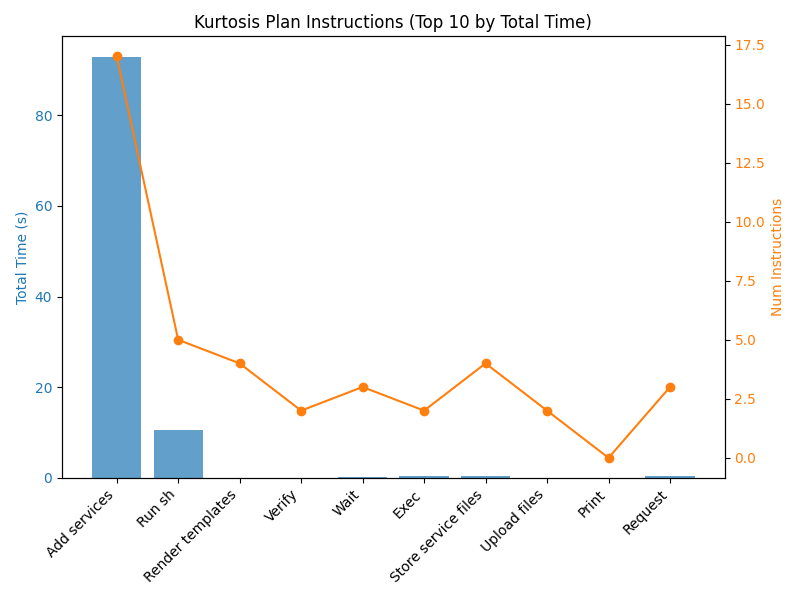 Kurtosis Plan Instructions (Top 10 by Total Time)
Total Time (s)
80
60
40
20
0
17.5
15.0
12.5
10.0
7.5
5.0
2.5
0.0
Num Instructions
Add services
Run sh
Render templates
Verify
Wait
Exec
Store service files
Upload files
Print
Request